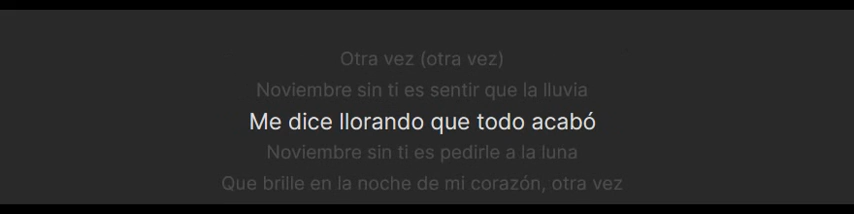 Otra vez (otra vez)
Noviembre sin ti es sentir que la lluvia
Me dice llorando que todo acabó
Noviembre sin ti es pedirle a la luna
Que brille en la noche de mi corazón, otra vez